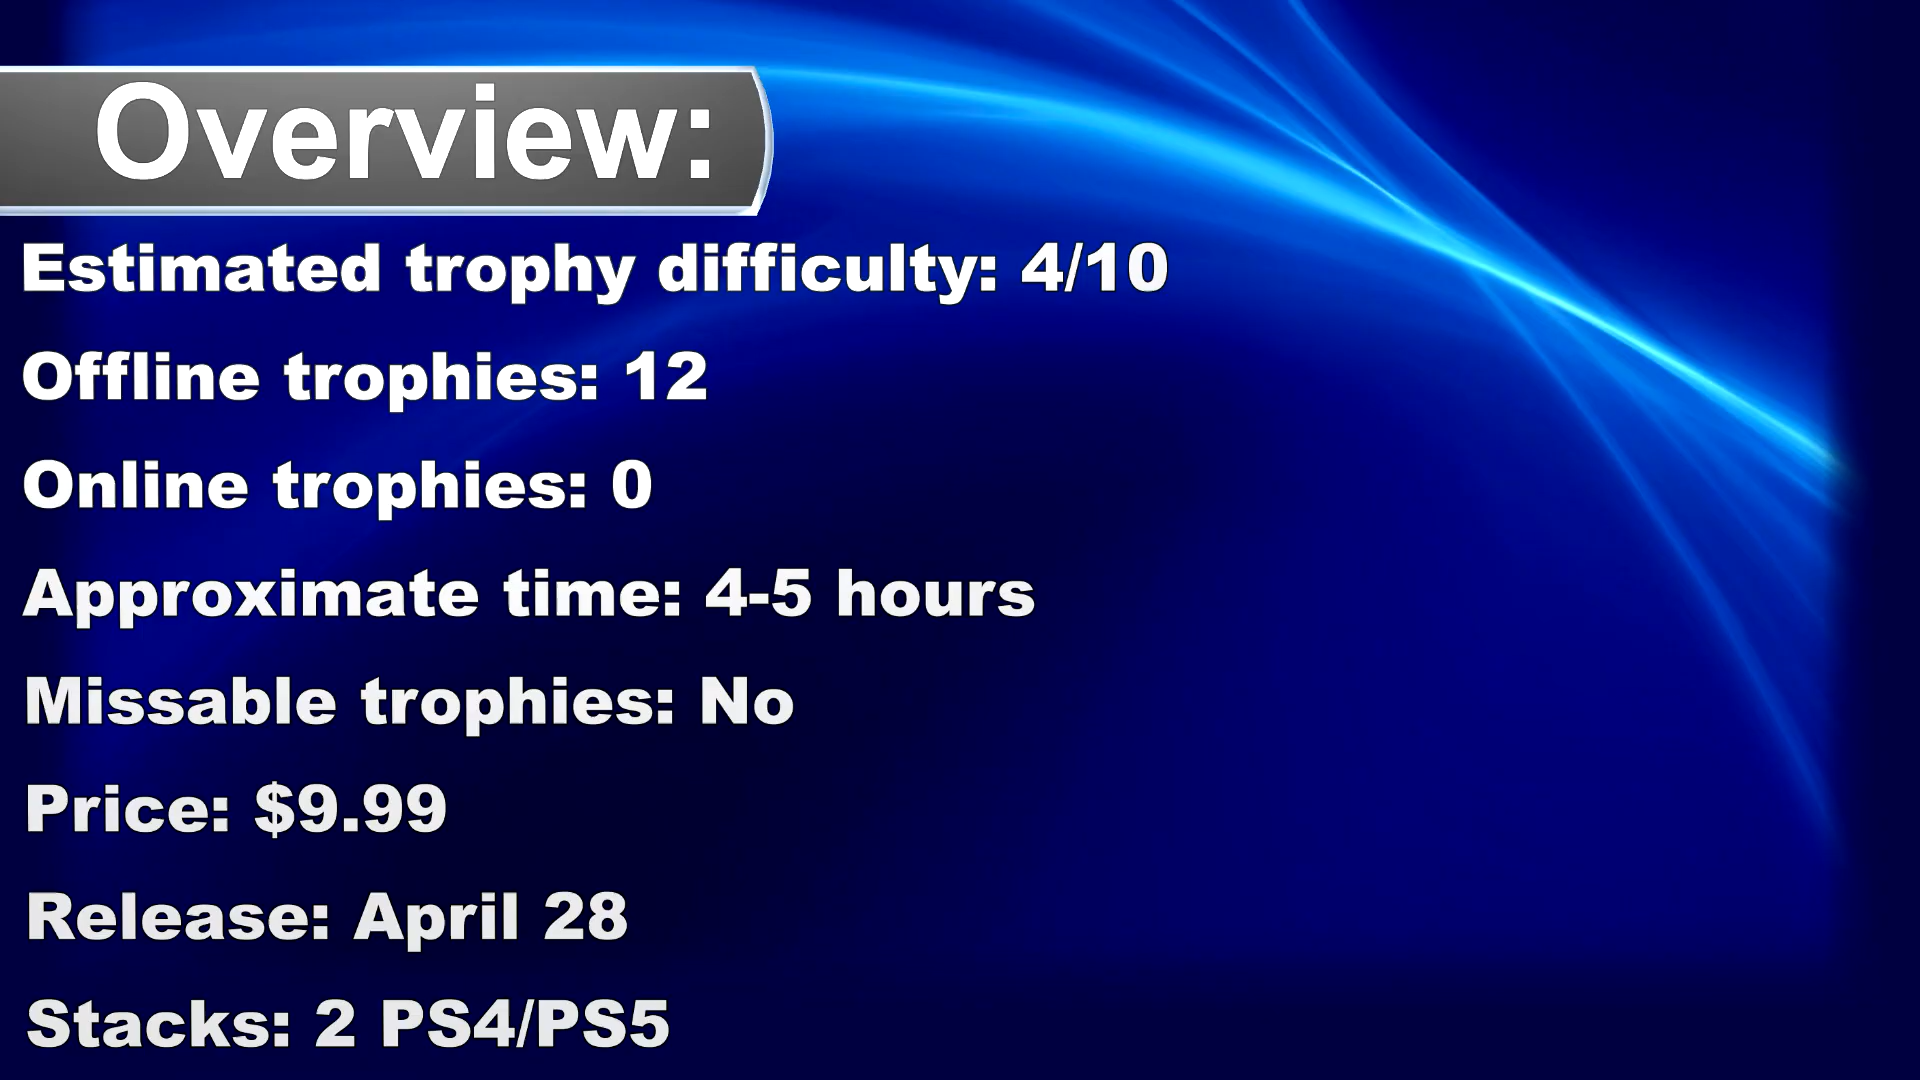 Overview:
Estimated trophy difficulty: 4/10
Offline trophies: 12
Online trophies: 0
Approximate time: 4-5 hours
Missable trophies: No
Price: $9.99
Release: April 28
Stacks: 2 PS4/PS5